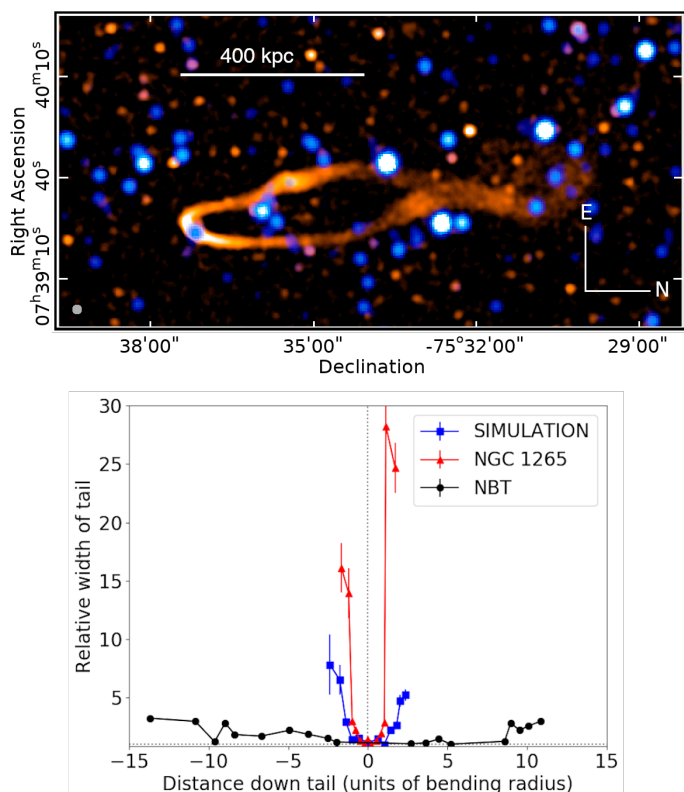 400 kpc
40ᵐ10ˢ
40ˢ
07ʰ39ᵐ10ˢ
Right Ascension
E
N
38'00"
35'00"
-75°32'00"
29'00"
Declination
30
25
20
15
10
5
Relative width of tail
SIMULATION
NGC 1265
NBT
−15
−10
−5
0
5
10
15
Distance down tail (units of bending radius)